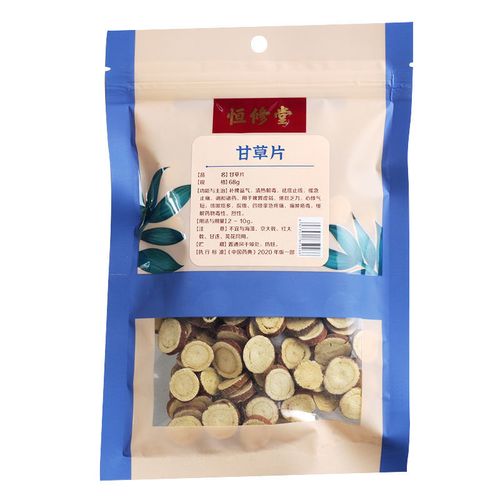 恒修堂
甘草片
[品 名]甘草片
[规 格]68g
[功能与主治]补脾益气，清热解毒，祛痰止咳，缓急
止痛，调和诸药。用于脾胃虚弱，倦怠乏力，心悸气
短，咳嗽痰多，脘腹、四肢挛急疼痛，痈肿疮毒，缓
解药物毒性、烈性。
[用法与用量]2～10g。
[注 意]不宜与海藻、京大戟、红大
戟、甘遂、芫花同用。
[贮 藏]置通风干燥处，防蛀。
[执行标准]《中国药典》2020年版一部